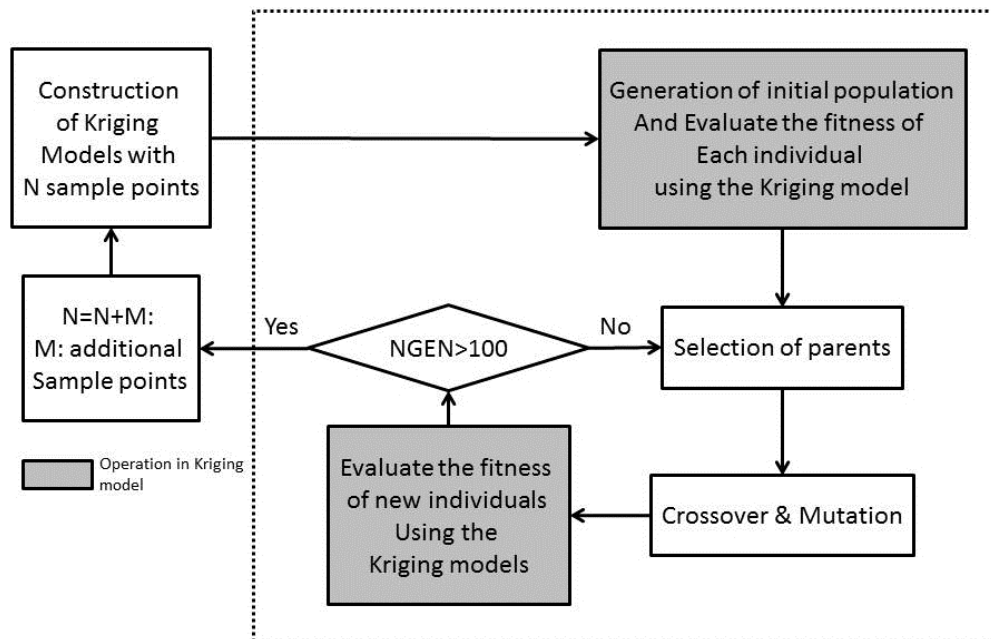 Construction
of Kriging
Models with
N sample points
Generation of initial population
And Evaluate the fitness of
Each individual
using the Kriging model
N=N+M:
M: additional
Sample points
Yes
NGEN>100
No
Selection of parents
Operation in Kriging
model
Evaluate the fitness
of new individuals
Using the
Kriging models
Crossover & Mutation